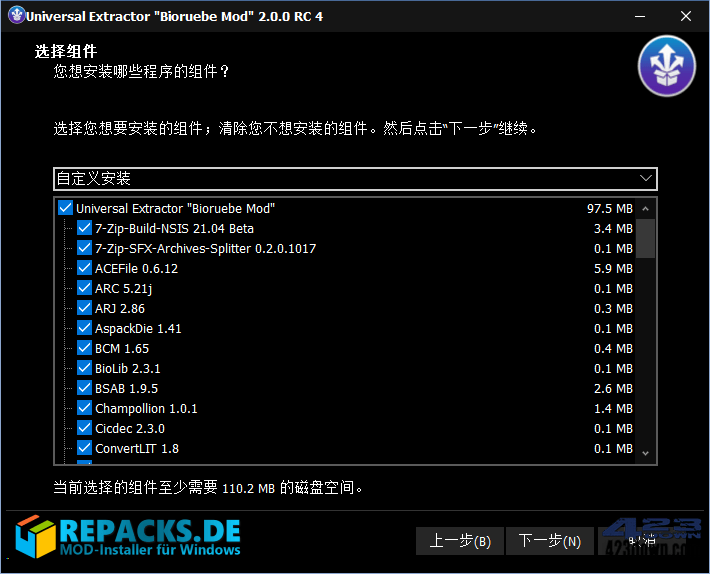 Universal Extractor "Bioruebe Mod" 2.0.0 RC 4
选择组件
您想安装哪些程序的组件？
选择您想要安装的组件；清除您不想安装的组件。然后点击“下一步”继续。
自定义安装
Universal Extractor "Bioruebe Mod" 97.5 MB
7-Zip-Build-NSIS 21.04 Beta 3.4 MB
7-Zip-SFX-Archives-Splitter 0.2.0.1017 0.1 MB
ACEFile 0.6.12 5.9 MB
ARC 5.21j 0.1 MB
ARJ 2.86 0.3 MB
AspackDie 1.41 0.1 MB
BCM 1.65 0.4 MB
BioLib 2.3.1 0.1 MB
BSAB 1.9.5 2.6 MB
Champollion 1.0.1 1.4 MB
Cicdec 2.3.0 0.1 MB
ConvertLIT 1.8 0.1 MB
当前选择的组件至少需要 110.2 MB 的磁盘空间。
REPACKS.DE
MOD-Installer für Windows
上一步(B)
下一步(N)
取消
423
423down.com